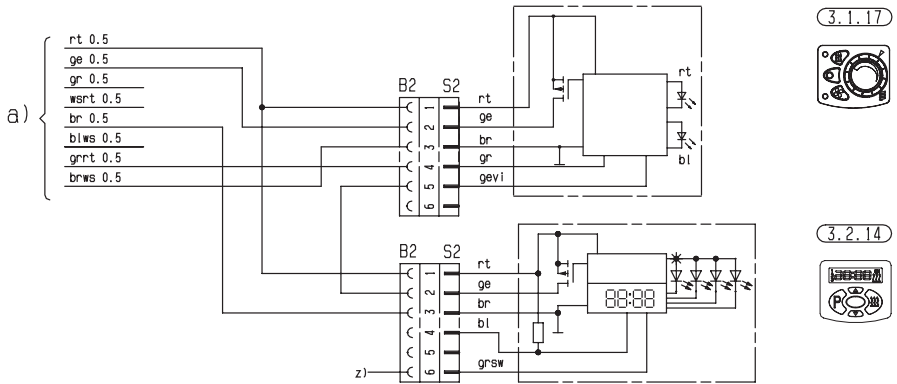 a)
rt 0.5
ge 0.5
gr 0.5
wsrt 0.5
br 0.5
blws 0.5
grrt 0.5
brws 0.5
B2 S2
1
2
3
4
5
6
rt
ge
br
gr
gevi
rt
bl
3.1.17
B2 S2
1
2
3
4
5
6
z)
rt
ge
br
bl
grsw
88:88
3.2.14
P